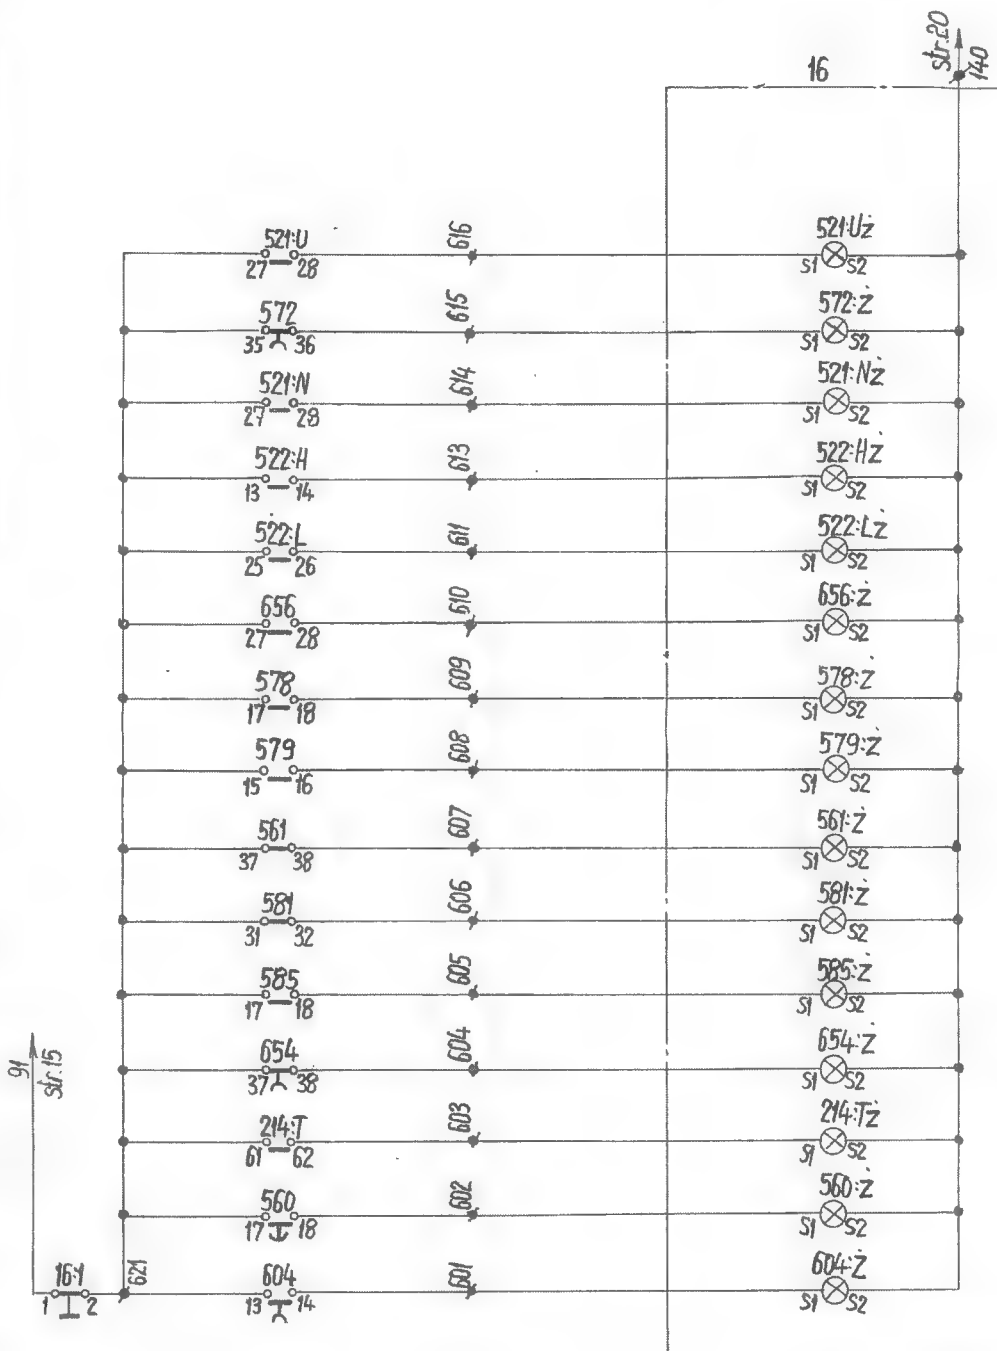 str.20
140
16
521:U
27 28
616
521:Uż
S1 S2
572
35 36
615
572:ż
S1 S2
521:N
27 28
614
521:Nż
S1 S2
522:H
13 14
613
522:Hż
S1 S2
522:L
25 26
611
522:Lż
S1 S2
656
27 28
610
656:ż
S1 S2
578
17 18
609
578:ż
S1 S2
579
15 16
608
579:ż
S1 S2
561
37 38
607
561:ż
S1 S2
581
31 32
606
581:ż
S1 S2
585
17 18
605
585:ż
S1 S2
91
str.15
654
37 38
604
654:ż
S1 S2
214:T
61 62
603
214:Tż
S1 S2
560
17 18
602
560:ż
S1 S2
16:1
1 2
621
604
13 14
601
604:ż
S1 S2